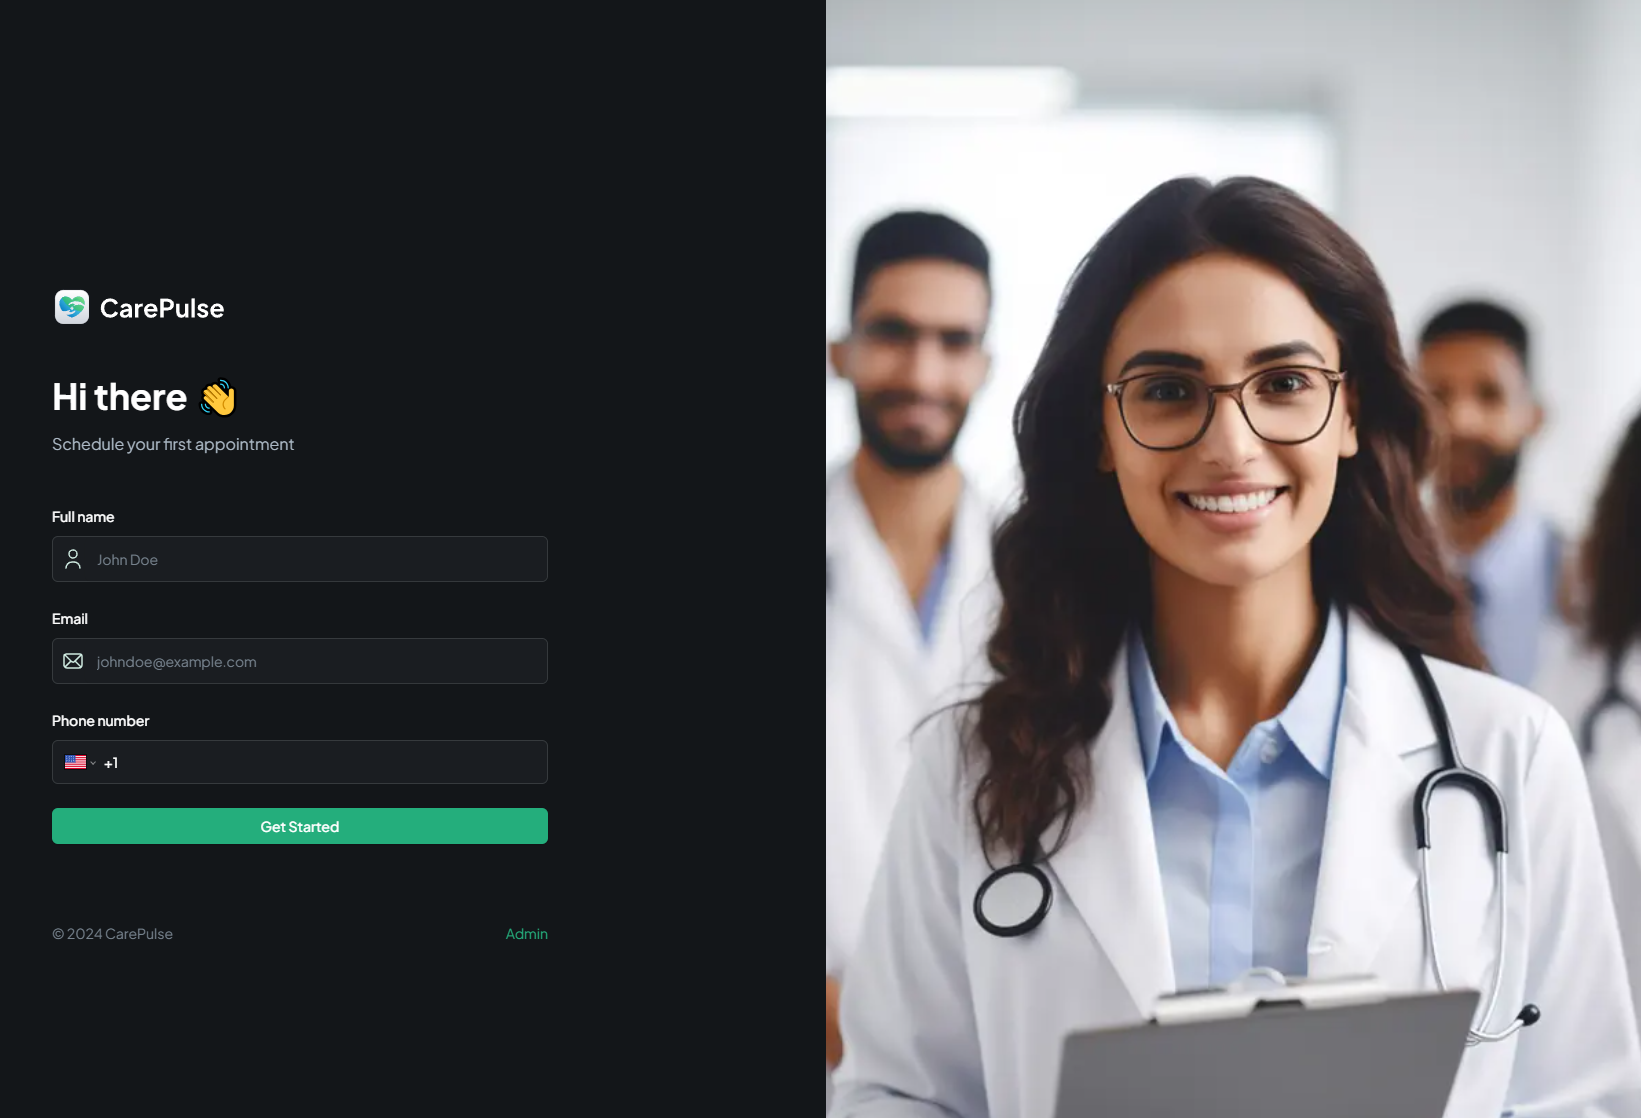 CarePulse
Hi there 👋
Schedule your first appointment
Full name
John Doe
Email
johndoe@example.com
Phone number
+1
Get Started
© 2024 CarePulse
Admin